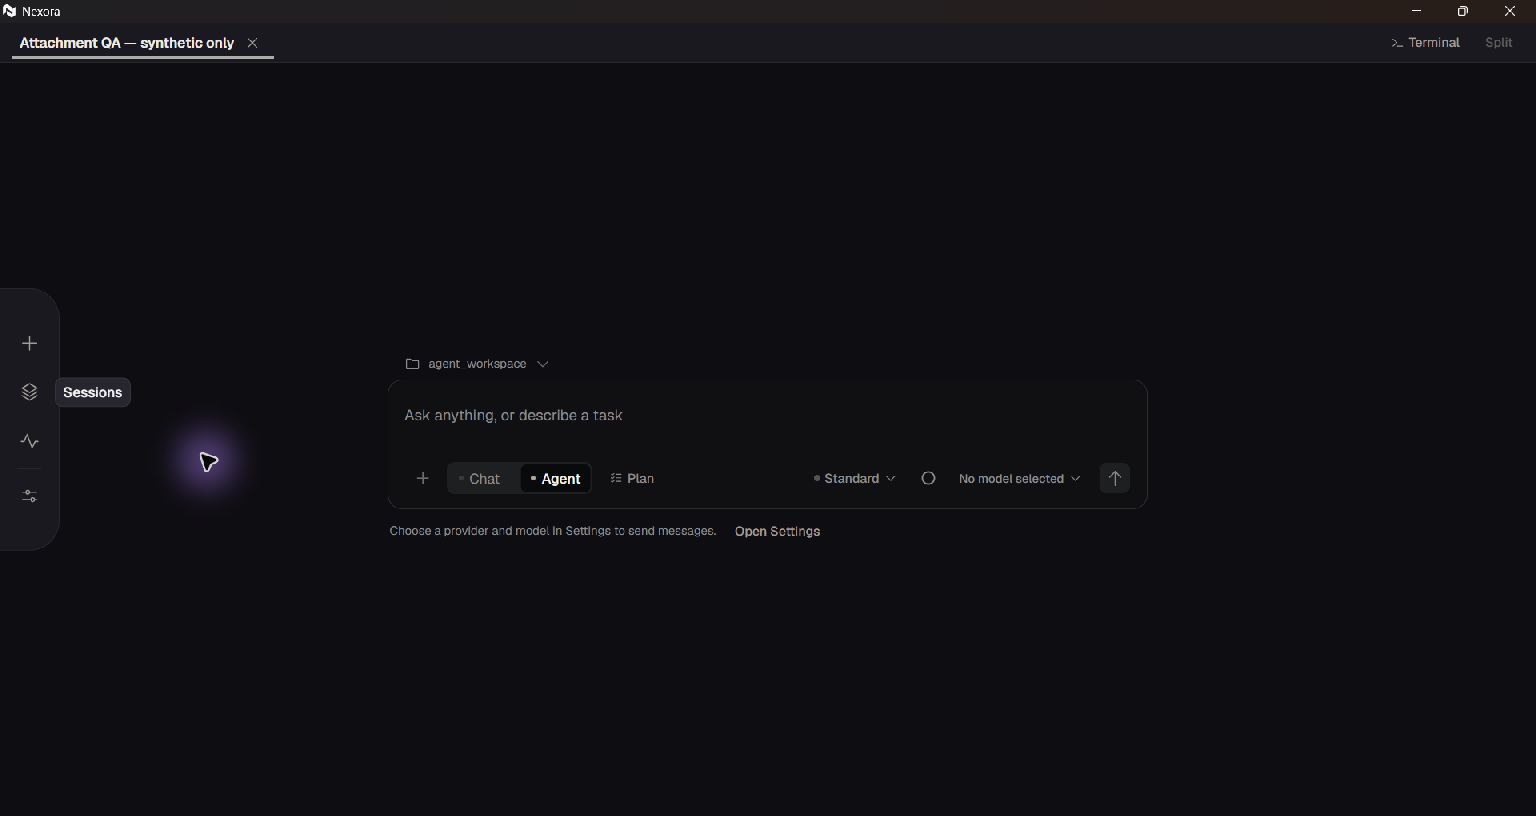 Nexora
Attachment QA — synthetic only
Terminal
Split
Sessions
agent_workspace
Ask anything, or describe a task
Chat Agent Plan Standard No model selected
Choose a provider and model in Settings to send messages. Open Settings